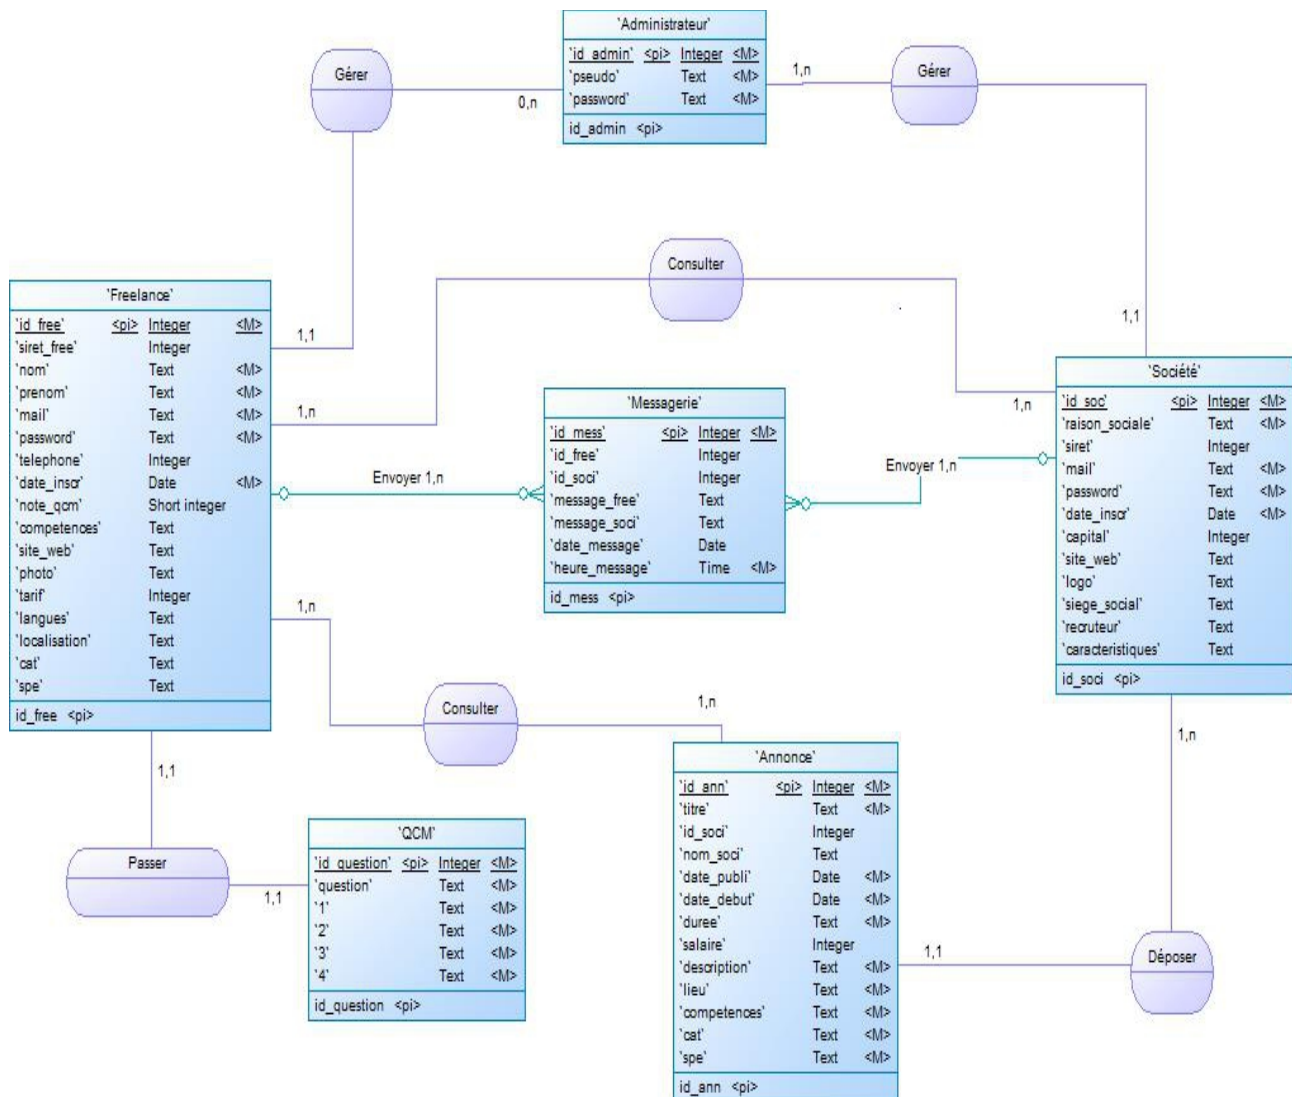 `Administrateur`
`id_admin` <pi> Integer <M>
`pseudo` Text <M>
`password` Text <M>
id_admin <pi>
Gérer
0,n
1,n
Gérer
Consulter
`Freelance`
`id_free` <pi> Integer <M>
`siret_free` Integer
`nom` Text <M>
`prenom` Text <M>
`mail` Text <M>
`password` Text <M>
`telephone` Integer
`date_inscr` Date <M>
`note_qcm` Short integer
`competences` Text
`site_web` Text
`photo` Text
`tarif` Integer
`langues` Text
`localisation` Text
`cat` Text
`spe` Text
id_free <pi>
1,1
1,n
Envoyer 1,n
1,n
`Messagerie`
`id_mess` <pi> Integer <M>
`id_free` Integer
`id_soci` Integer
`message_free` Text
`message_soci` Text
`date_message` Date
`heure_message` Time <M>
id_mess <pi>
Envoyer 1,n
1,1
1,n
`Société`
`id_soc` <pi> Integer <M>
`raison_sociale` Text <M>
`siret` Integer
`mail` Text <M>
`password` Text <M>
`date_inscr` Date <M>
`capital` Integer
`site_web` Text
`logo` Text
`siege_social` Text
`recruteur` Text
`caracteristiques` Text
id_soci <pi>
Consulter
1,n
1,n
1,1
Passer
1,1
`QCM`
`id_question` <pi> Integer <M>
`question` Text <M>
`1` Text <M>
`2` Text <M>
`3` Text <M>
`4` Text <M>
id_question <pi>
`Annonce`
`id_ann` <pi> Integer <M>
`titre` Text <M>
`id_soci` Integer
`nom_soci` Text
`date_publi` Date <M>
`date_debut` Date <M>
`duree` Text <M>
`salaire` Integer
`description` Text <M>
`lieu` Text <M>
`competences` Text <M>
`cat` Text <M>
`spe` Text <M>
id_ann <pi>
1,1
Déposer